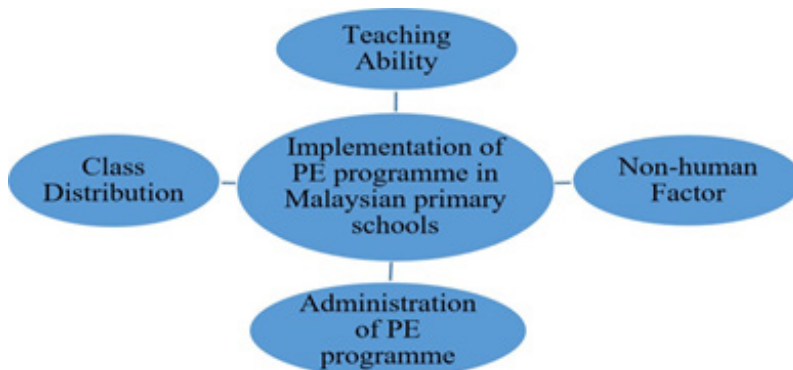 Teaching
Ability
Class
Distribution
Implementation of
PE programme in
Malaysian primary
schools
Non-human
Factor
Administration
of PE
programme